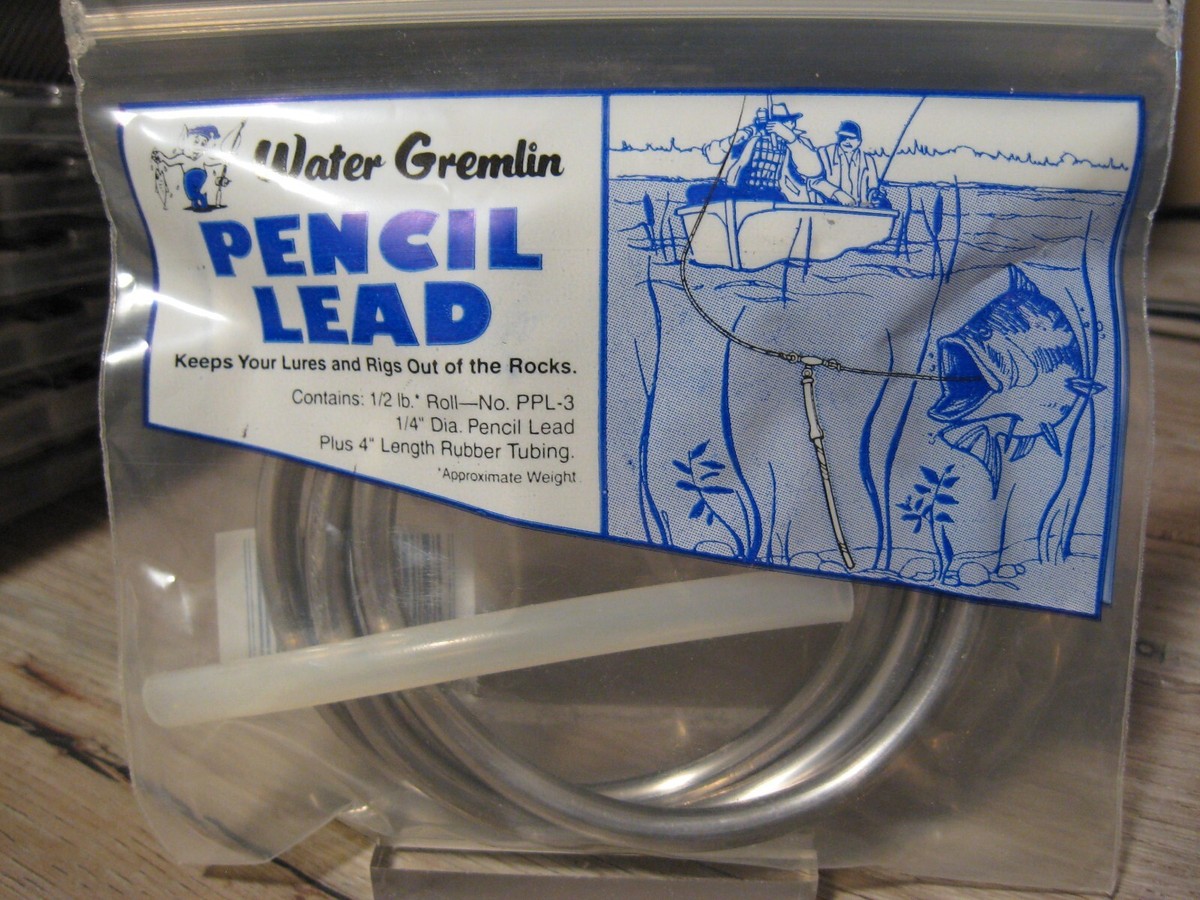 Water Gremlin
PENCIL
LEAD
Keeps Your Lures and Rigs Out of the Rocks.
Contains: 1/2 lb.* Roll—No. PPL-3
1/4" Dia. Pencil Lead
Plus 4" Length Rubber Tubing.
*Approximate Weight